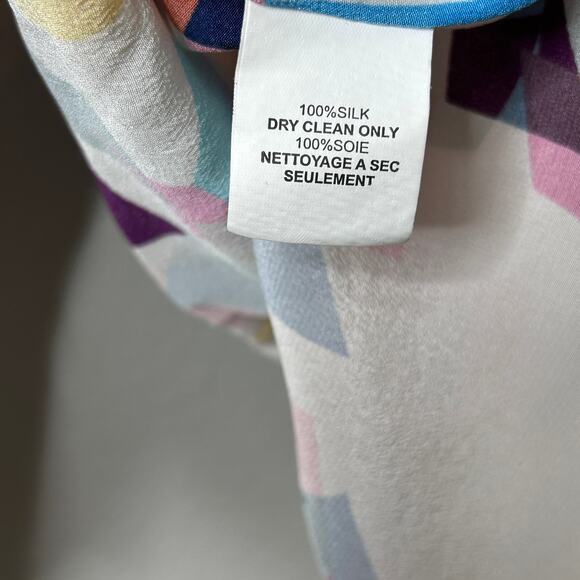 100%SILK
DRY CLEAN ONLY
100%SOIE
NETTOYAGE A SEC
SEULEMENT